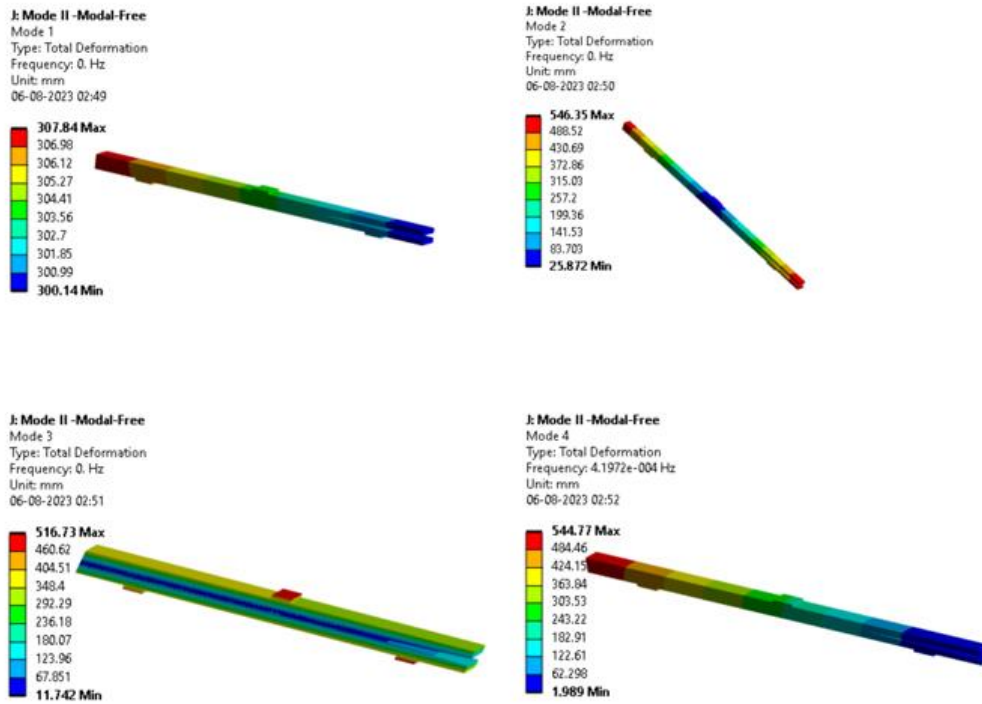 J: Mode II -Modal-Free
Mode 1
Type: Total Deformation
Frequency: 0. Hz
Unit: mm
06-08-2023 02:49
307.84 Max
306.98
306.12
305.27
304.41
303.56
302.7
301.85
300.99
300.14 Min
J: Mode II -Modal-Free
Mode 2
Type: Total Deformation
Frequency: 0. Hz
Unit: mm
06-08-2023 02:50
546.35 Max
488.52
430.69
372.86
315.03
257.2
199.36
141.53
83.703
25.872 Min
J: Mode II -Modal-Free
Mode 3
Type: Total Deformation
Frequency: 0. Hz
Unit: mm
06-08-2023 02:51
516.73 Max
460.62
404.51
348.4
292.29
236.18
180.07
123.96
67.851
11.742 Min
J: Mode II -Modal-Free
Mode 4
Type: Total Deformation
Frequency: 4.1972e-004 Hz
Unit: mm
06-08-2023 02:52
544.77 Max
484.46
424.15
363.84
303.53
243.22
182.91
122.61
62.298
1.989 Min